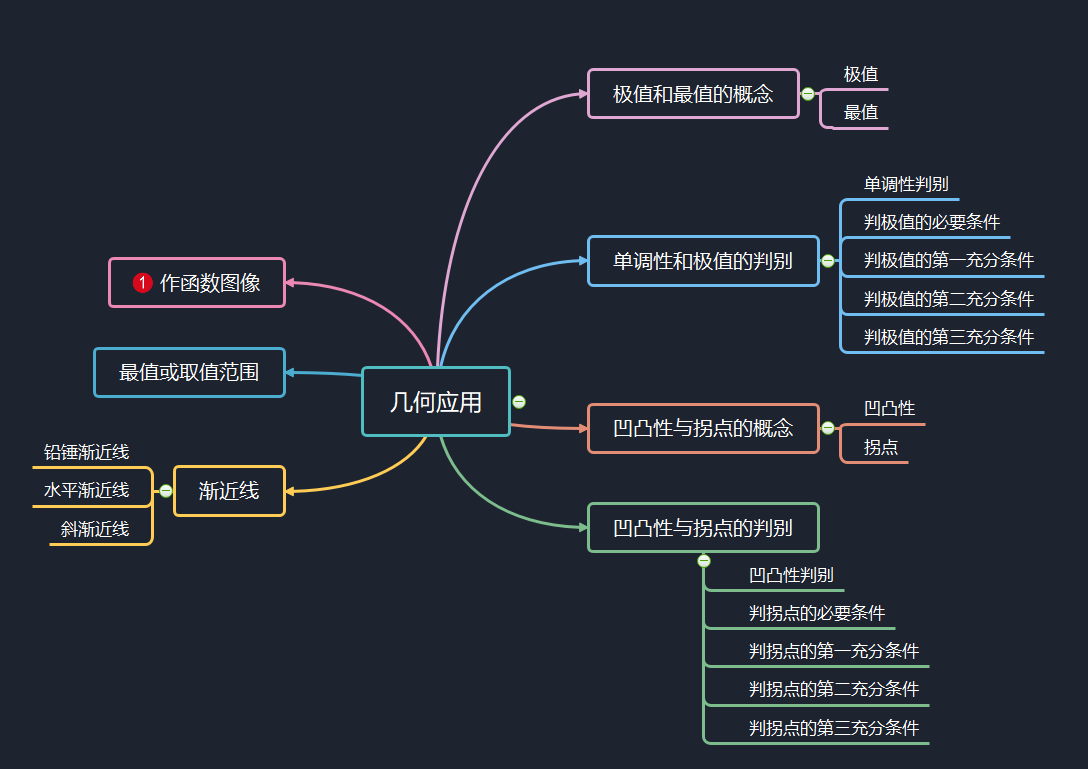 几何应用
极值和最值的概念
极值
最值
单调性和极值的判别
单调性判别
判极值的必要条件
判极值的第一充分条件
判极值的第二充分条件
判极值的第三充分条件
凹凸性与拐点的概念
凹凸性
拐点
凹凸性与拐点的判别
凹凸性判别
判拐点的必要条件
判拐点的第一充分条件
判拐点的第二充分条件
判拐点的第三充分条件
1 作函数图像
最值或取值范围
渐近线
铅锤渐近线
水平渐近线
斜渐近线